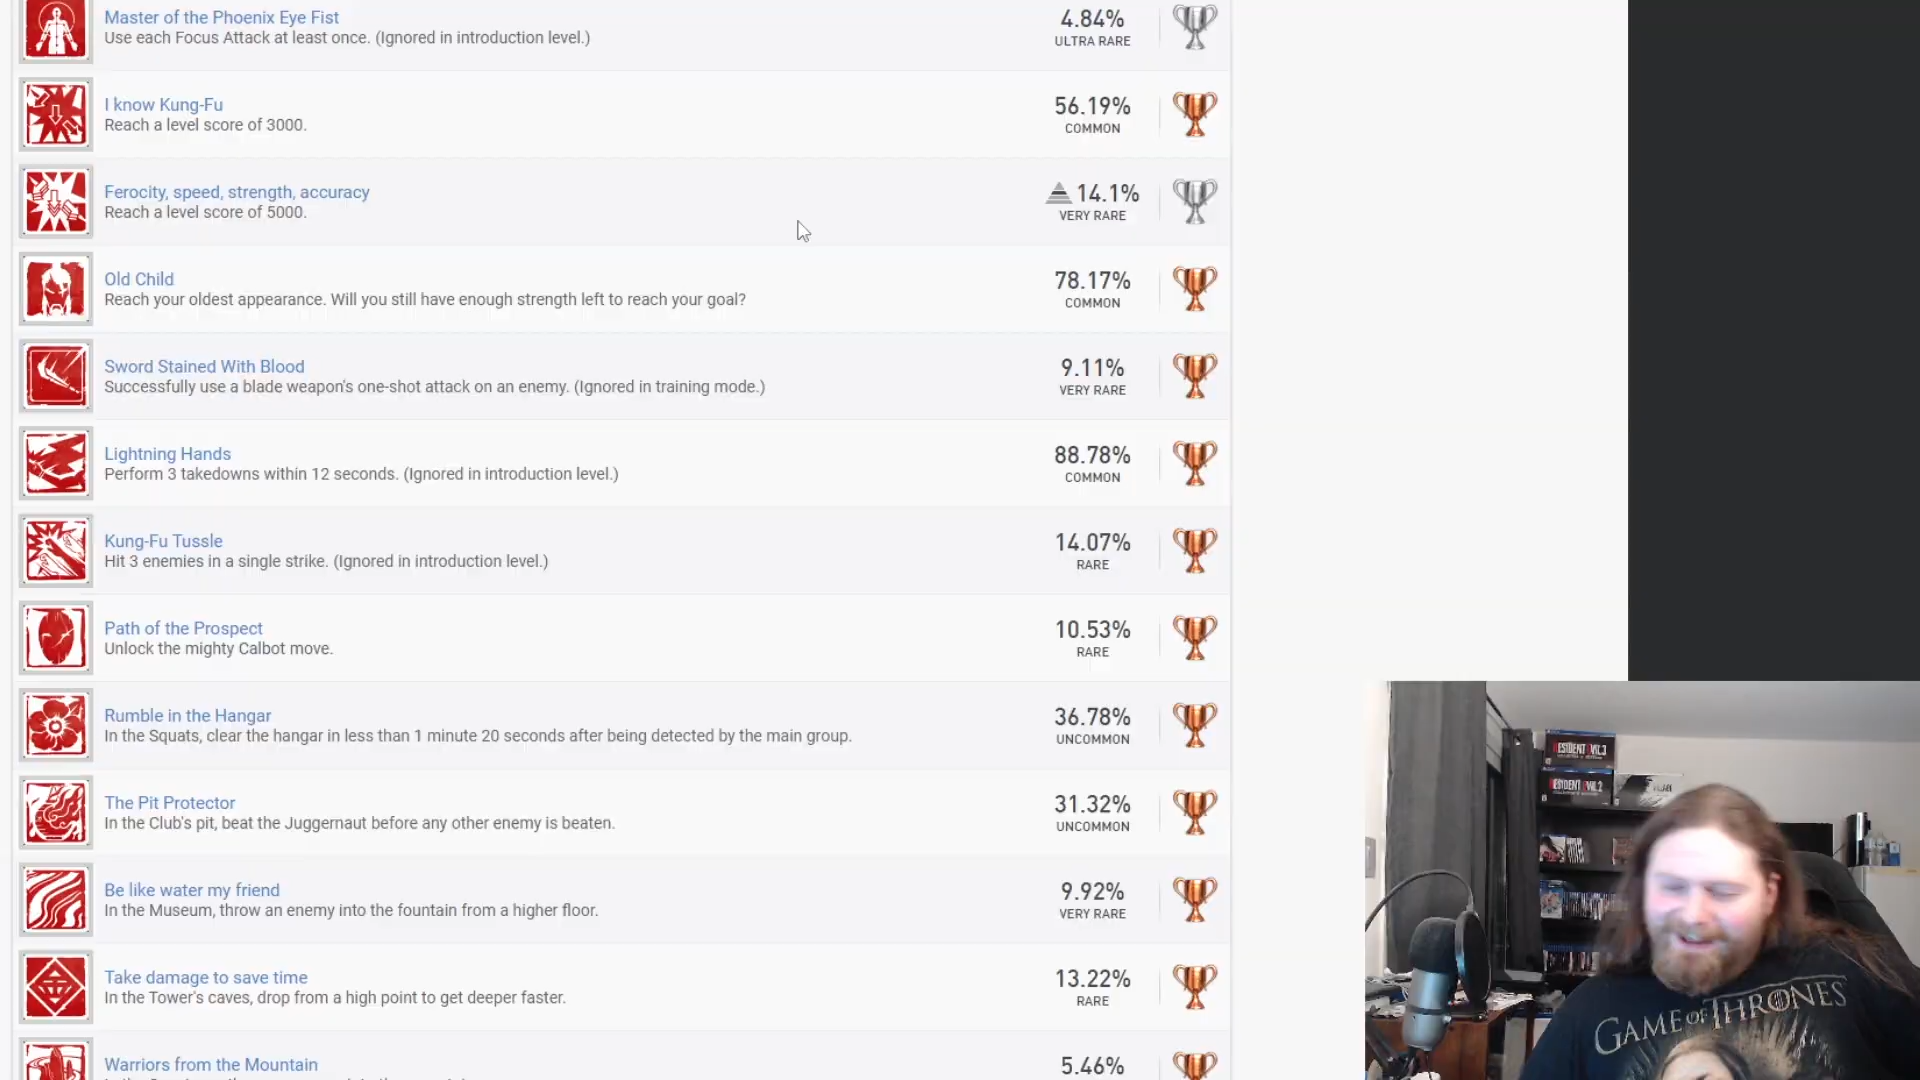 Master of the Phoenix Eye Fist
Use each Focus Attack at least once. (Ignored in introduction level.)
4.84%
ULTRA RARE
I know Kung-Fu
Reach a level score of 3000.
56.19%
COMMON
Ferocity, speed, strength, accuracy
Reach a level score of 5000.
14.1%
VERY RARE
Old Child
Reach your oldest appearance. Will you still have enough strength left to reach your goal?
78.17%
COMMON
Sword Stained With Blood
Successfully use a blade weapon's one-shot attack on an enemy. (Ignored in training mode.)
9.11%
VERY RARE
Lightning Hands
Perform 3 takedowns within 12 seconds. (Ignored in introduction level.)
88.78%
COMMON
Kung-Fu Tussle
Hit 3 enemies in a single strike. (Ignored in introduction level.)
14.07%
RARE
Path of the Prospect
Unlock the mighty Calbot move.
10.53%
RARE
Rumble in the Hangar
In the Squats, clear the hangar in less than 1 minute 20 seconds after being detected by the main group.
36.78%
UNCOMMON
The Pit Protector
In the Club's pit, beat the Juggernaut before any other enemy is beaten.
31.32%
UNCOMMON
Be like water my friend
In the Museum, throw an enemy into the fountain from a higher floor.
9.92%
VERY RARE
Take damage to save time
In the Tower's caves, drop from a high point to get deeper faster.
13.22%
RARE
Warriors from the Mountain
5.46%
RESIDENT EVIL 3
RESIDENT EVIL 2
GAME OF THRONES